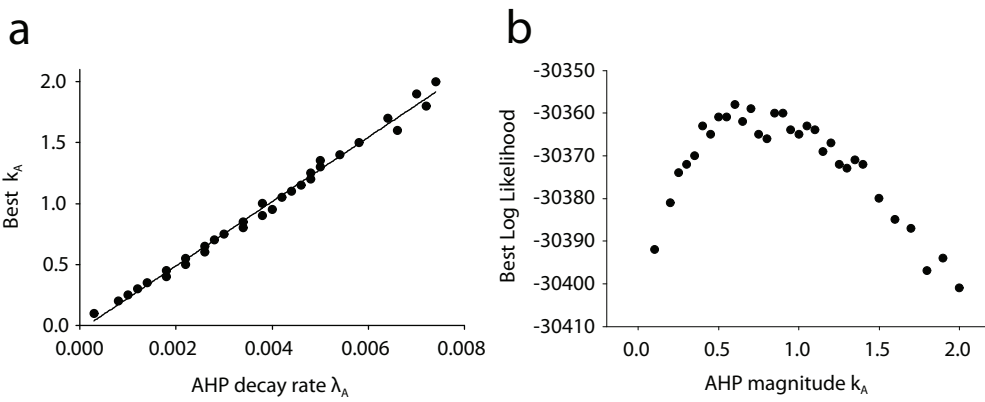 a
Best k_A
2.0
1.5
1.0
0.5
0.0
0.000 0.002 0.004 0.006 0.008
AHP decay rate λ_A
b
Best Log Likelihood
-30350
-30360
-30370
-30380
-30390
-30400
-30410
0.0 0.5 1.0 1.5 2.0
AHP magnitude k_A